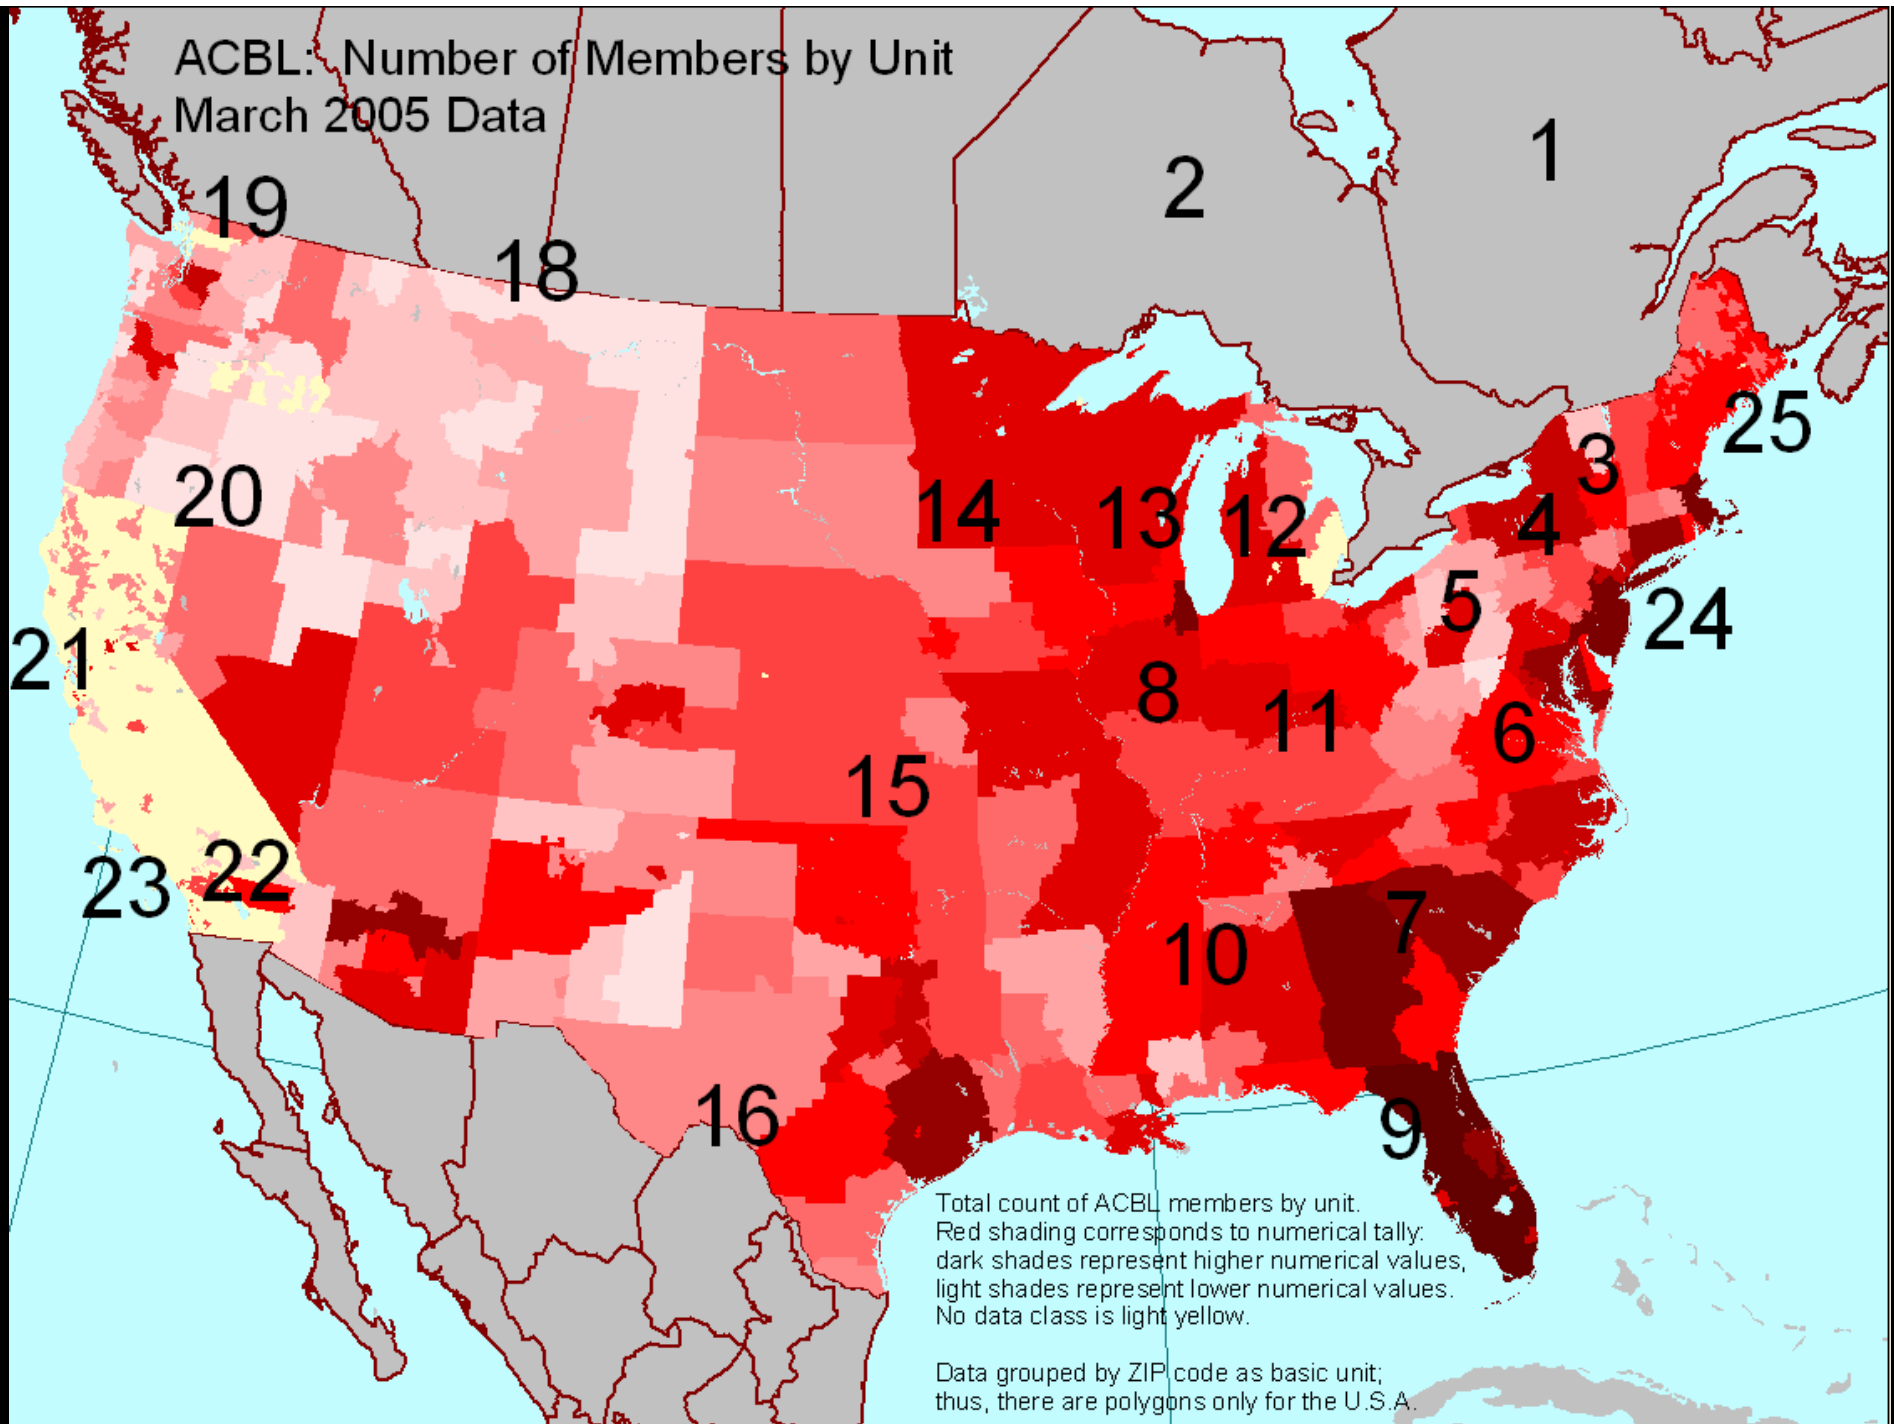 ACBL: Number of Members by Unit
March 2005 Data
1
2
19
18
25
3
20
14
13
12
4
5
24
21
8
11
6
15
23
22
7
10
16
9
Total count of ACBL members by unit.
Red shading corresponds to numerical tally:
dark shades represent higher numerical values,
light shades represent lower numerical values.
No data class is light yellow.
Data grouped by ZIP code as basic unit;
thus, there are polygons only for the U.S.A.